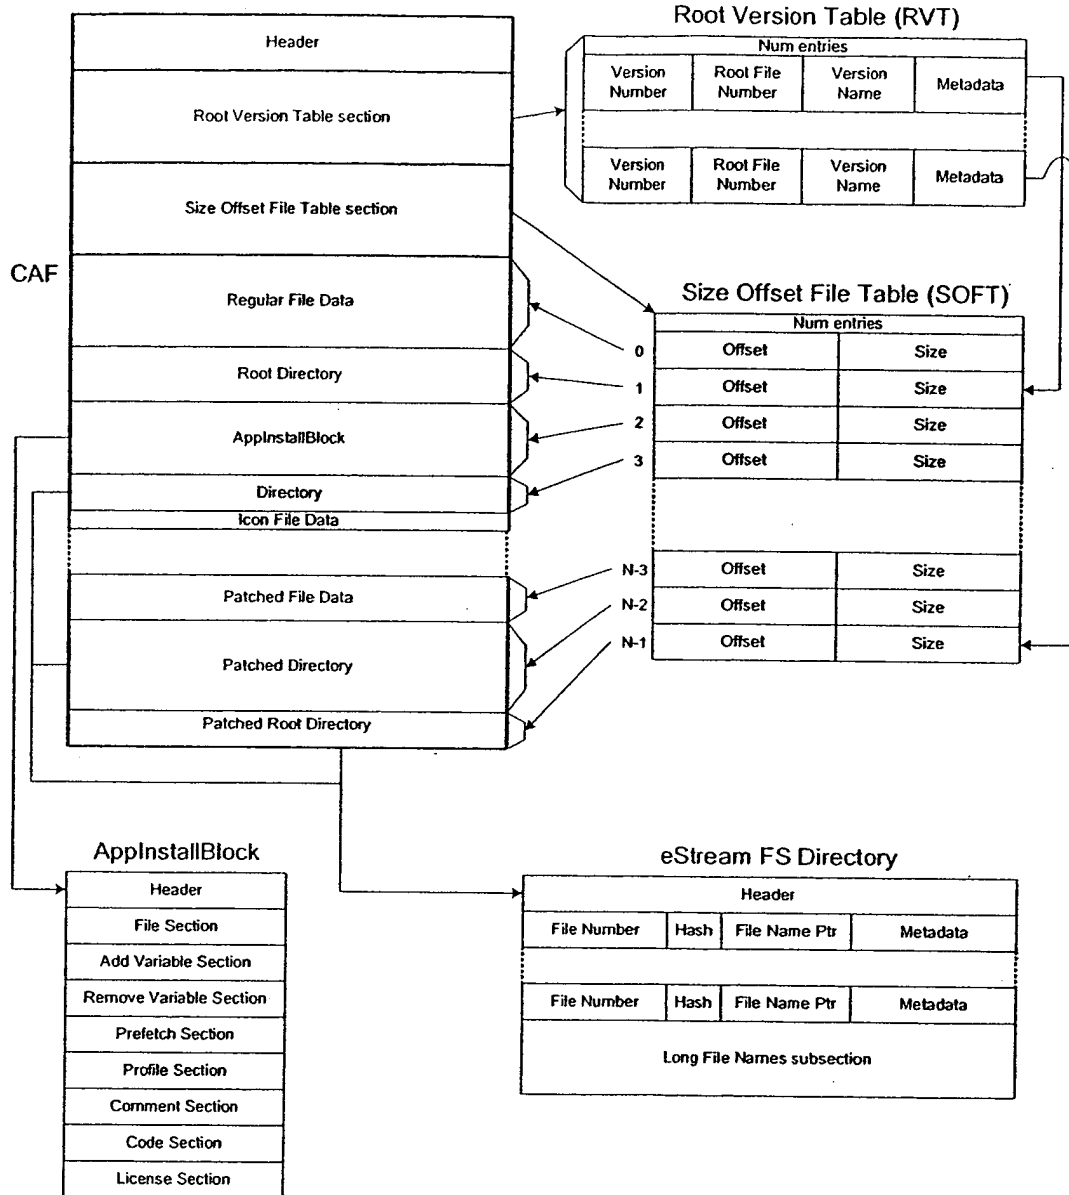 Root Version Table (RVT)
Header
Root Version Table section
Size Offset File Table section
CAF
Regular File Data
Root Directory
AppInstallBlock
Directory
Icon File Data
Patched File Data
Patched Directory
Patched Root Directory
Num entries
Version Number
Root File Number
Version Name
Metadata
Version Number
Root File Number
Version Name
Metadata
Size Offset File Table (SOFT)
Num entries
0 Offset Size
1 Offset Size
2 Offset Size
3 Offset Size
N-3 Offset Size
N-2 Offset Size
N-1 Offset Size
AppInstallBlock
Header
File Section
Add Variable Section
Remove Variable Section
Prefetch Section
Profile Section
Comment Section
Code Section
License Section
eStream FS Directory
Header
File Number Hash File Name Ptr Metadata
File Number Hash File Name Ptr Metadata
Long File Names subsection